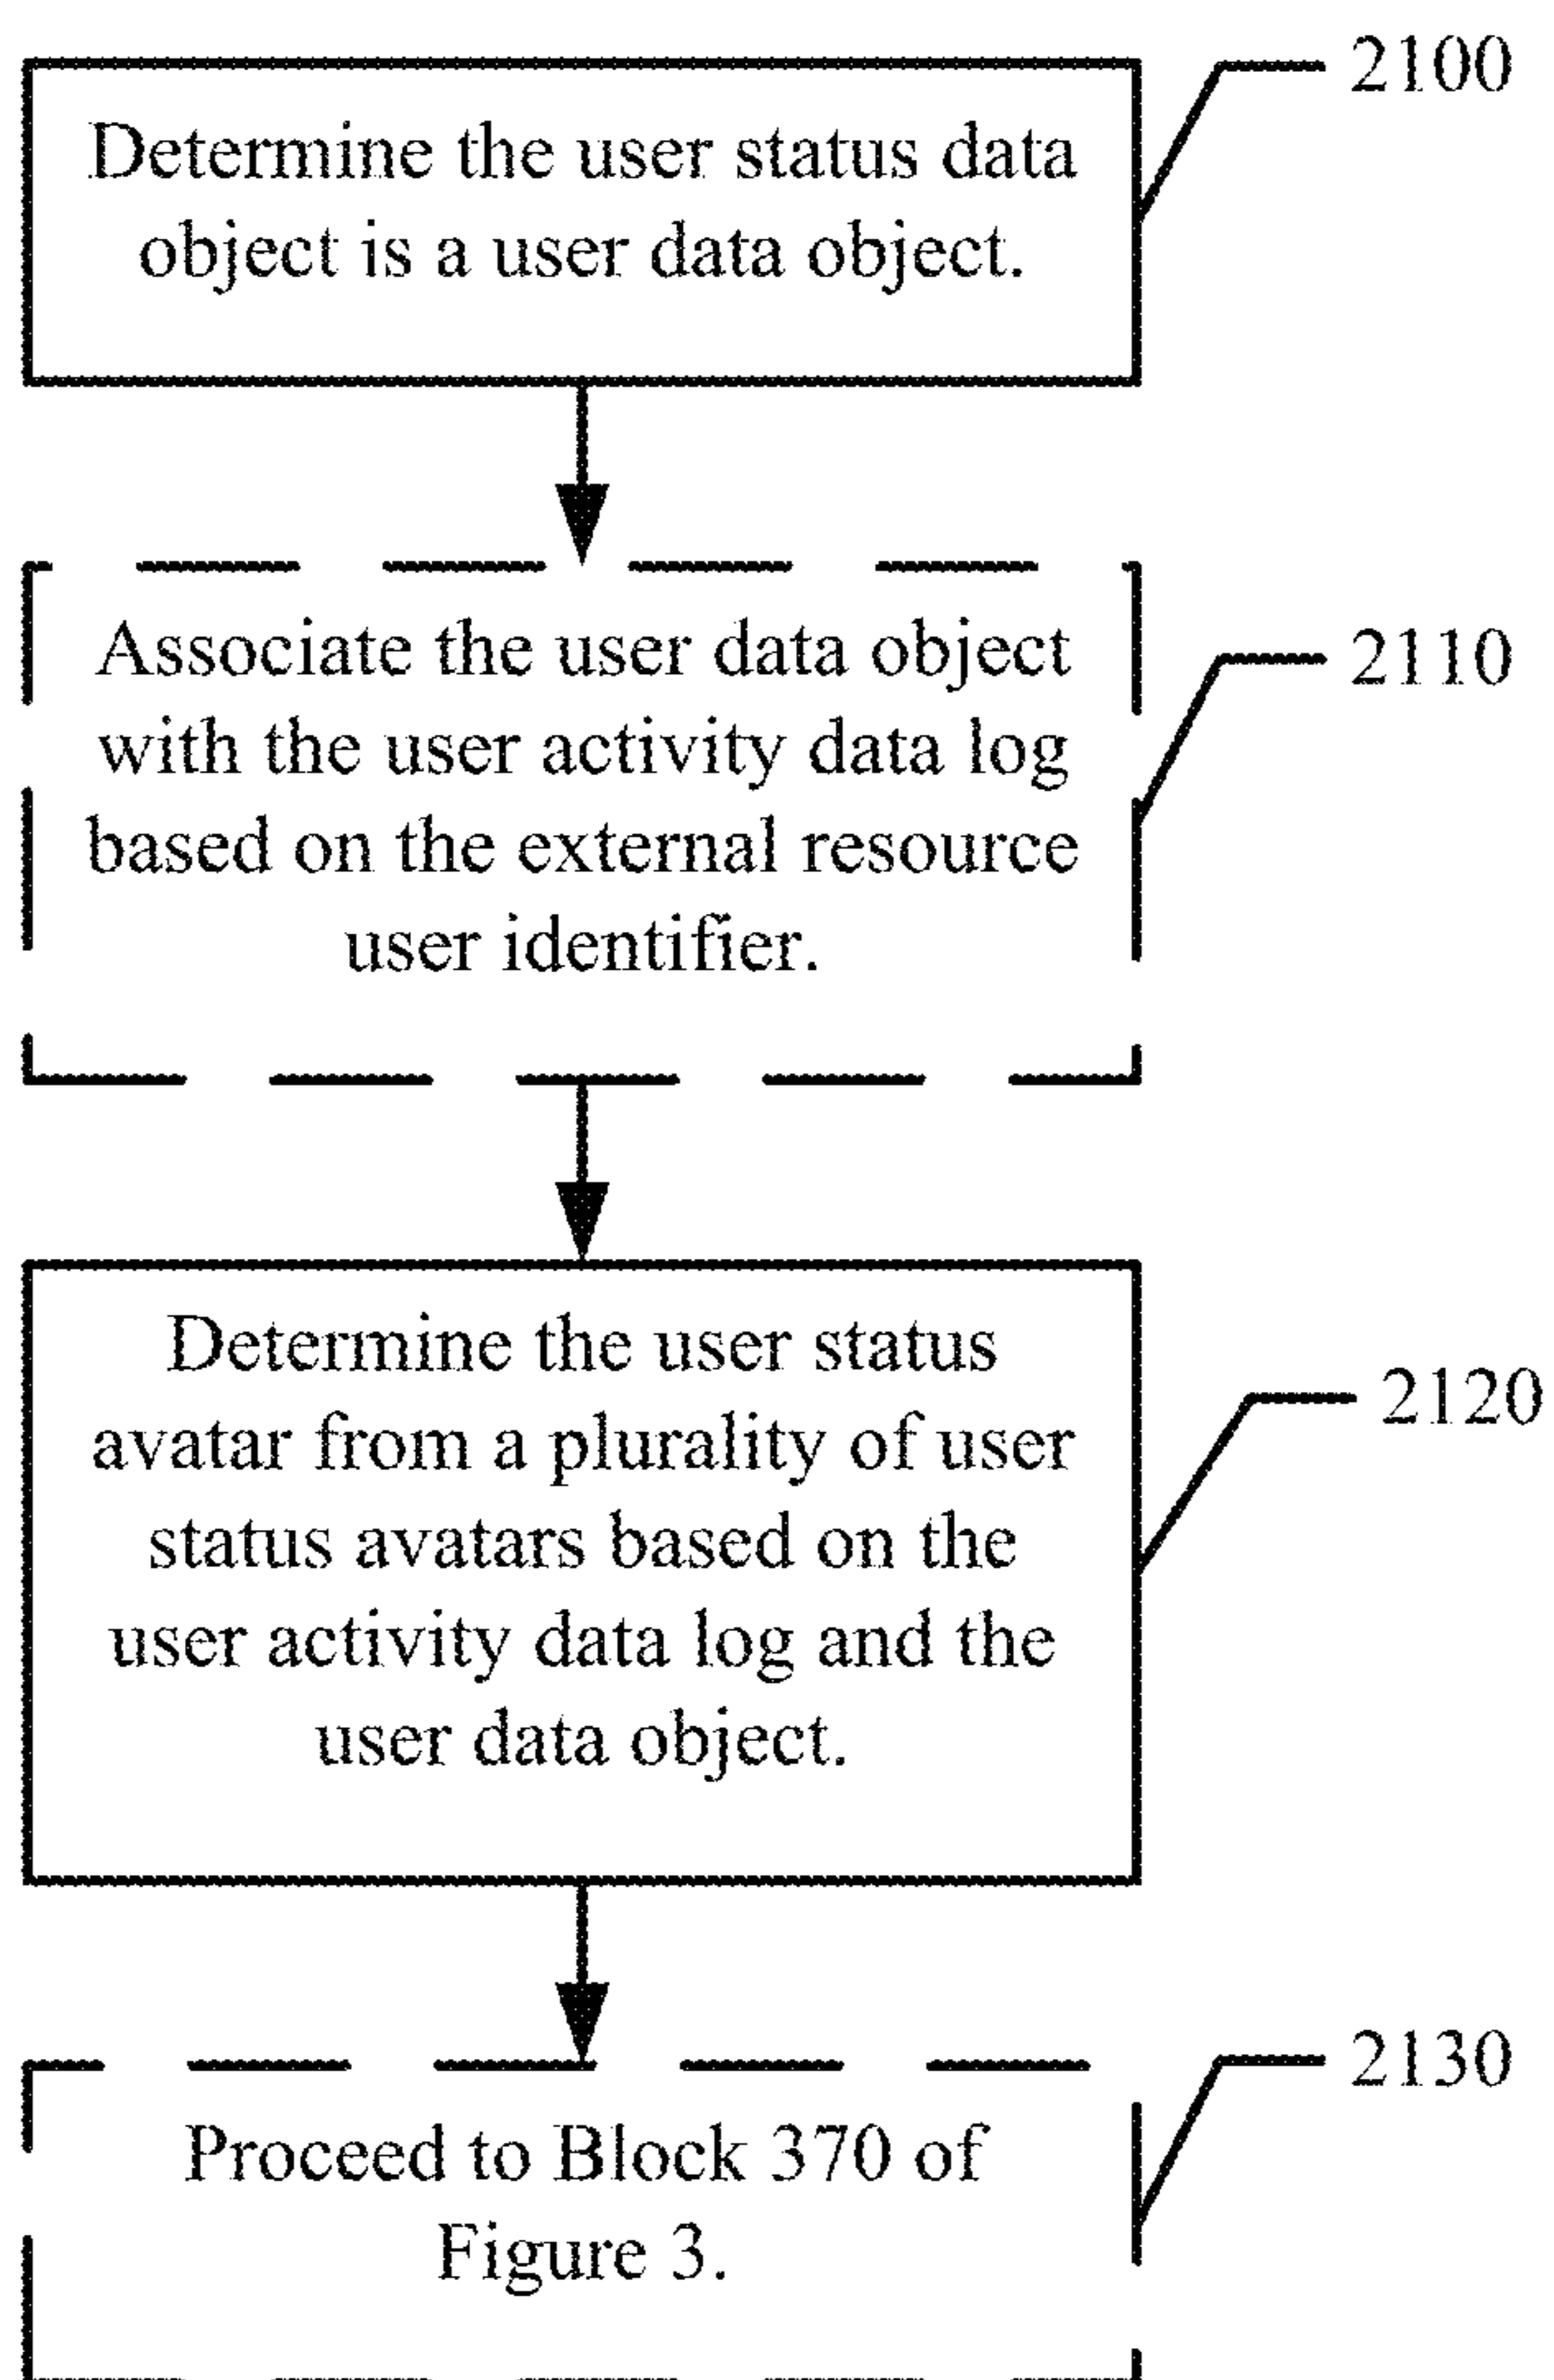 2100
Determine the user status data
object is a user data object.
2110
Associate the user data object
with the user activity data log
based on the external resource
user identifier.
2120
Determine the user status
avatar from a plurality of user
status avatars based on the
user activity data log and the
user data object.
2130
Proceed to Block 370 of
Figure 3.